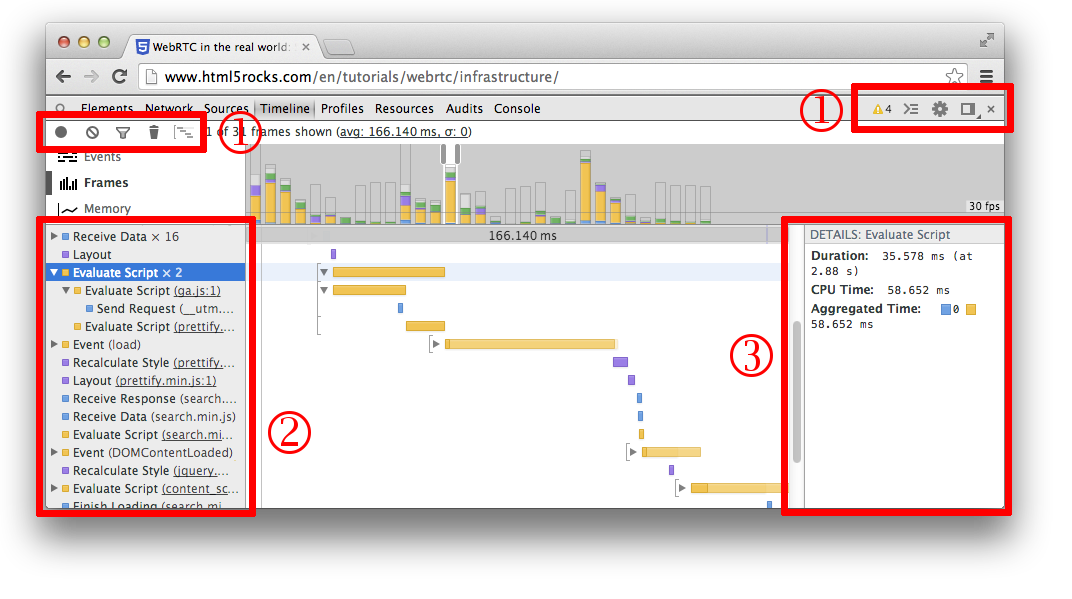 WebRTC in the real world:
www.html5rocks.com/en/tutorials/webrtc/infrastructure/
Elements Network Sources Timeline Profiles Resources Audits Console
4
1
1
1 of 31 frames shown (avg: 166.140 ms, σ: 0)
Events
Frames
Memory
30 fps
166.140 ms
Receive Data × 16
Layout
Evaluate Script × 2
Evaluate Script (ga.js:1)
Send Request (__utm....
Evaluate Script (prettify....
Event (load)
Recalculate Style (prettify....
Layout (prettify.min.js:1)
Receive Response (search....
Receive Data (search.min.js)
Evaluate Script (search.mi...
Event (DOMContentLoaded)
Recalculate Style (jquery....
Evaluate Script (content_sc...
Finish Loading (search.mi...
2
3
DETAILS: Evaluate Script
Duration: 35.578 ms (at
2.88 s)
CPU Time: 58.652 ms
Aggregated Time: 0
58.652 ms